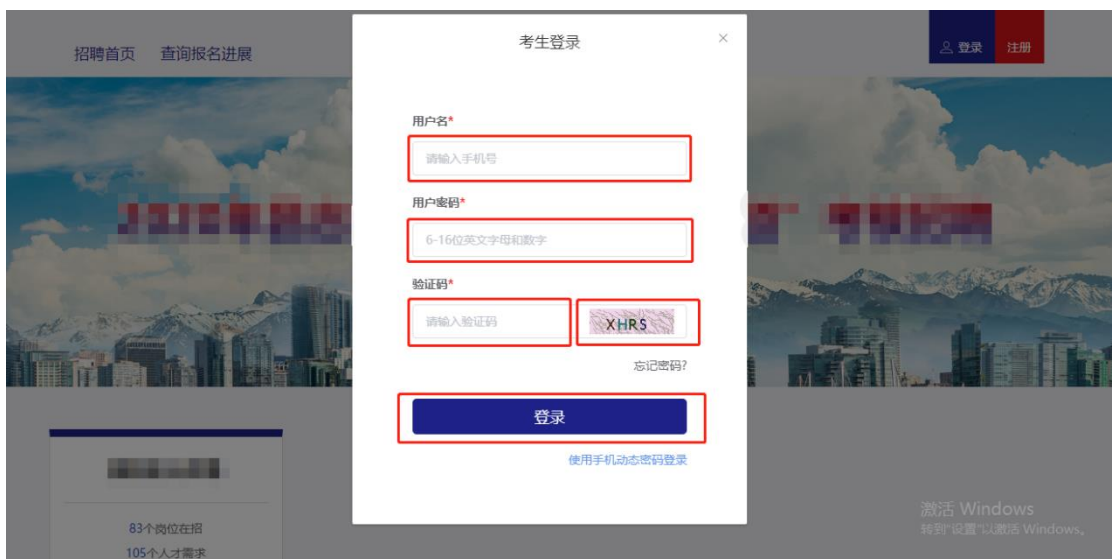 招聘首页 查询报名进展
登录 注册
考生登录 ×
用户名*
请输入手机号
用户密码*
6-16位英文字母和数字
验证码*
请输入验证码 XHRS
忘记密码?
登录
使用手机动态密码登录
83个岗位在招
105个人才需求
激活 Windows
转到"设置"以激活 Windows。